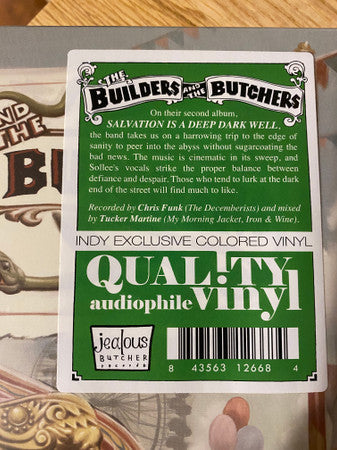 THE
BUILDERS AND THE BUTCHERS
On their second album,
SALVATION IS A DEEP DARK WELL,
the band takes us on a harrowing trip to the edge of
sanity to peer into the abyss without sugarcoating the
bad news. The music is cinematic in its sweep, and
Sollee's vocals strike the proper balance between
defiance and despair. Those who tend to lurk at the dark
end of the street will find much to like.
Recorded by Chris Funk (The Decemberists) and mixed
by Tucker Martine (My Morning Jacket, Iron & Wine).
INDY EXCLUSIVE COLORED VINYL
QUAL!TY
audiophile vinyl
jealous
BUTCHER
records
8 43563 12668 4
ND
THE
B